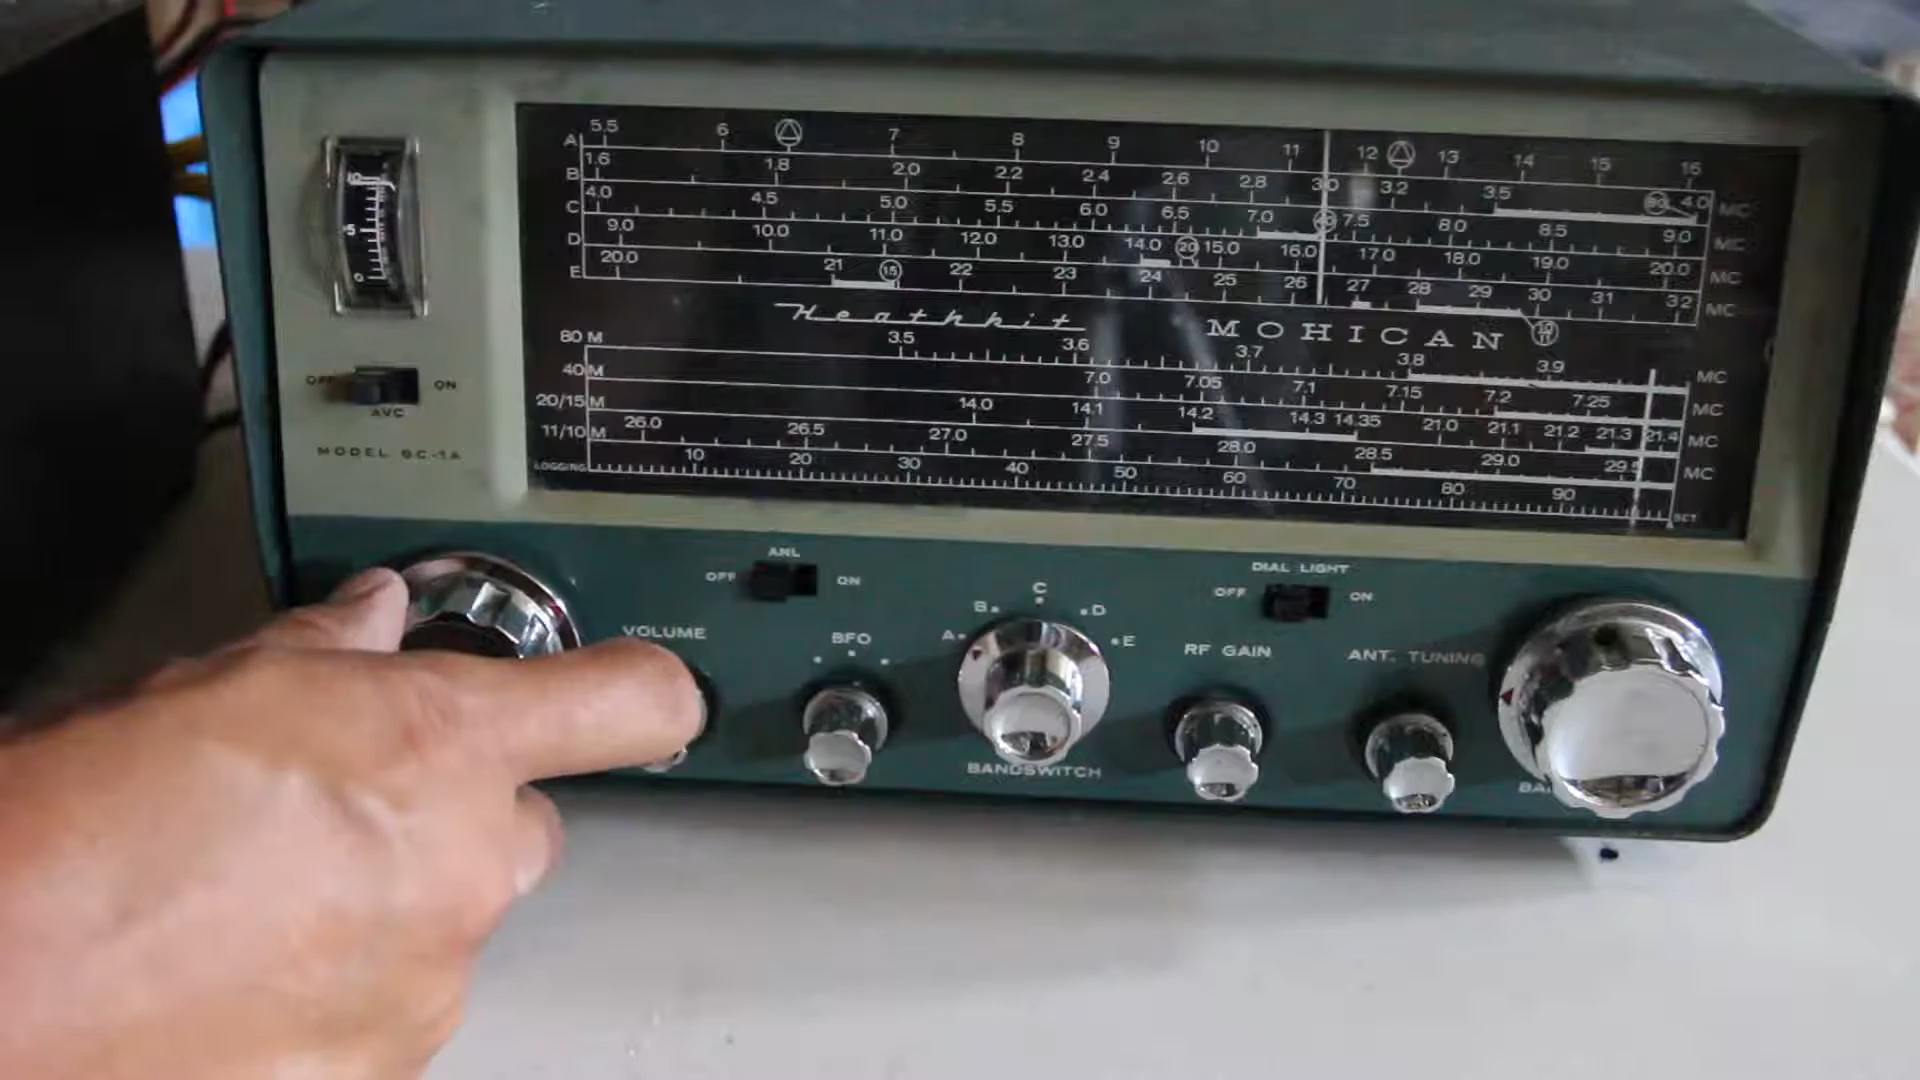 A 5.5 6 7 8 9 10 11 12 13 14 15 16
B 1.6 1.8 2.0 2.2 2.4 2.6 2.8 3.0 3.2 3.5 80 4.0 MC
C 4.0 4.5 5.0 5.5 6.0 6.5 7.0 40 7.5 8.0 8.5 9.0 MC
D 9.0 10.0 11.0 12.0 13.0 14.0 20 15.0 16.0 17.0 18.0 19.0 20.0 MC
E 20.0 21 15 22 23 24 25 26 27 28 29 30 31 32 MC
Heathkit MOHICAN
80 M 3.5 3.6 3.7 3.8 3.9 MC
40 M 7.0 7.05 7.1 7.15 7.2 7.25 MC
20/15 M 14.0 14.1 14.2 14.3 14.35 21.0 21.1 21.2 21.3 21.4 MC
11/10 M 26.0 26.5 27.0 27.5 28.0 28.5 29.0 29.5 MC
LOGGING 10 20 30 40 50 60 70 80 90 SET
10
5
0
OFF ON
AVC
MODEL GC-1A
ANL
OFF ON
DIAL LIGHT
OFF ON
VOLUME
BFO
A B C D E
BANDSWITCH
RF GAIN
ANT. TUNING